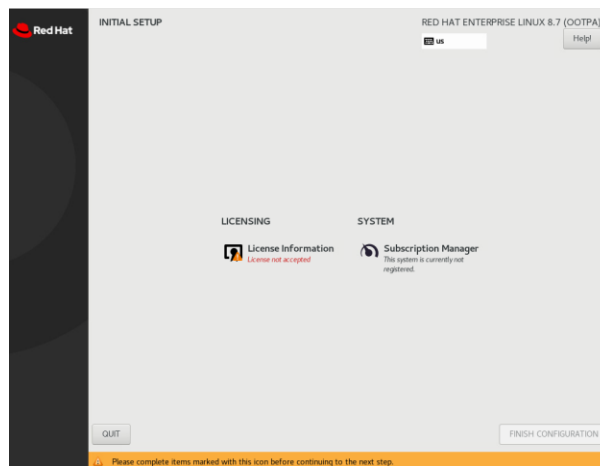 Red Hat
INITIAL SETUP
RED HAT ENTERPRISE LINUX 8.7 (OOTPA)
us
Help!
LICENSING
License Information
License not accepted
SYSTEM
Subscription Manager
This system is currently not
registered.
QUIT
FINISH CONFIGURATION
Please complete items marked with this icon before continuing to the next step.